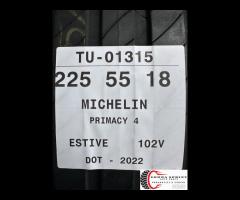 TU-01315
225 55 18
MICHELIN
PRIMACY 4
ESTIVE 102V
DOT - 2022